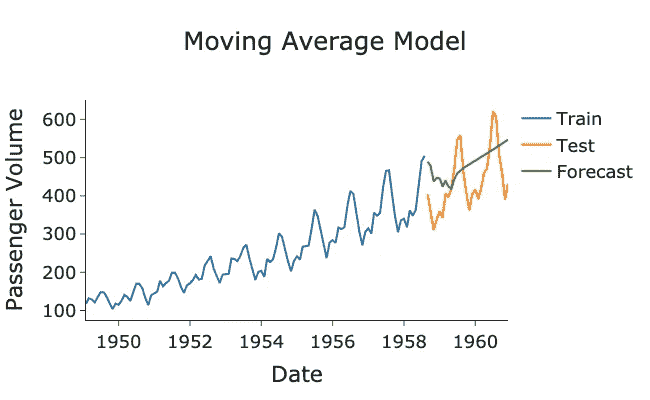 Moving Average Model
Passenger Volume
600
500
400
300
200
100
1950
1952
1954
1956
1958
1960
Date
Train
Test
Forecast